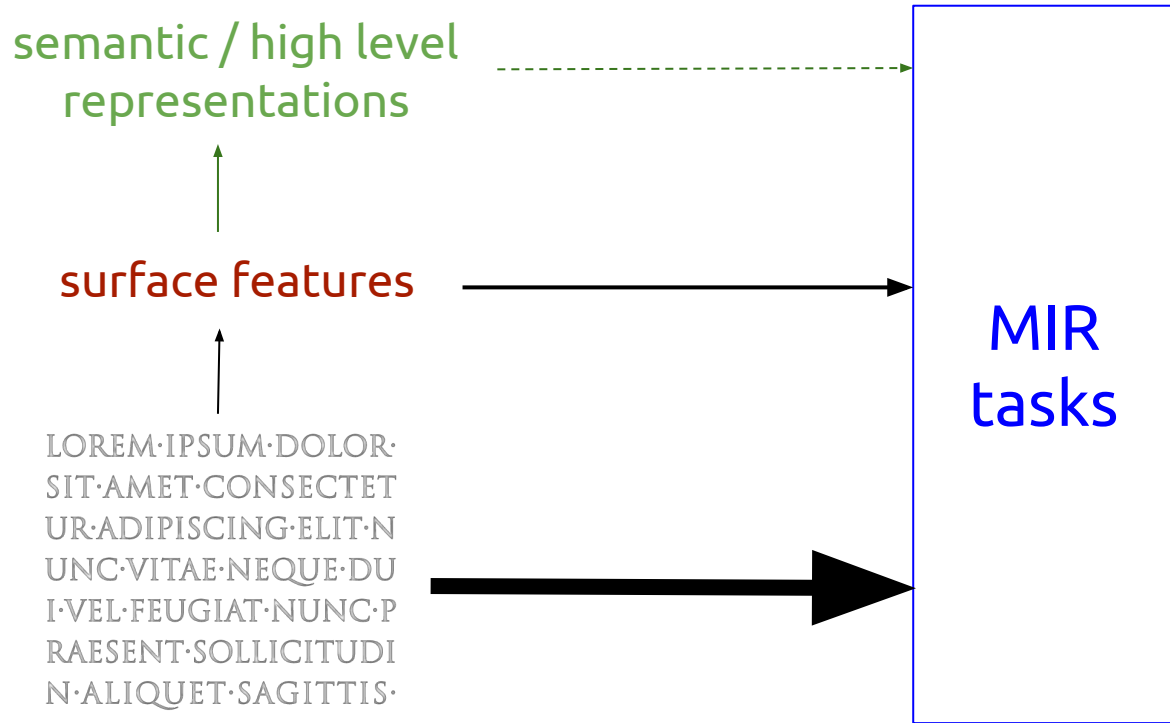 semantic / high level
representations
surface features
LOREM·IPSUM·DOLOR·
SIT·AMET·CONSECTET
UR·ADIPISCING·ELIT·N
UNC·VITAE·NEQUE·DU
I·VEL·FEUGIAT·NUNC·P
RAESENT·SOLLICITUDI
N·ALIQUET·SAGITTIS·
MIR
tasks